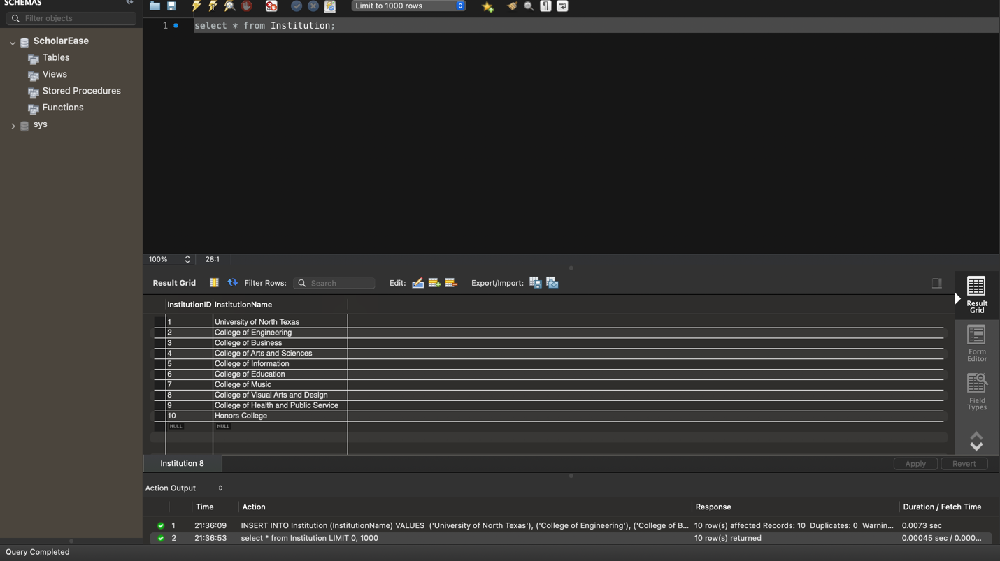 SCHEMAS
Filter objects
ScholarEase
Tables
Views
Stored Procedures
Functions
sys
Limit to 1000 rows
1 select * from Institution;
100% 28:1
Result Grid Filter Rows: Search Edit: Export/Import:
InstitutionID InstitutionName
1 University of North Texas
2 College of Engineering
3 College of Business
4 College of Arts and Sciences
5 College of Information
6 College of Education
7 College of Music
8 College of Visual Arts and Design
9 College of Health and Public Service
10 Honors College
NULL NULL
Result
Grid
Form
Editor
Field
Types
Institution 8 Apply Revert
Action Output
Time Action Response Duration / Fetch Time
1 21:36:09 INSERT INTO Institution (InstitutionName) VALUES ('University of North Texas'), ('College of Engineering'), ('College of B... 10 row(s) affected Records: 10 Duplicates: 0 Warnin... 0.0073 sec
2 21:36:53 select * from Institution LIMIT 0, 1000 10 row(s) returned 0.00045 sec / 0.000...
Query Completed